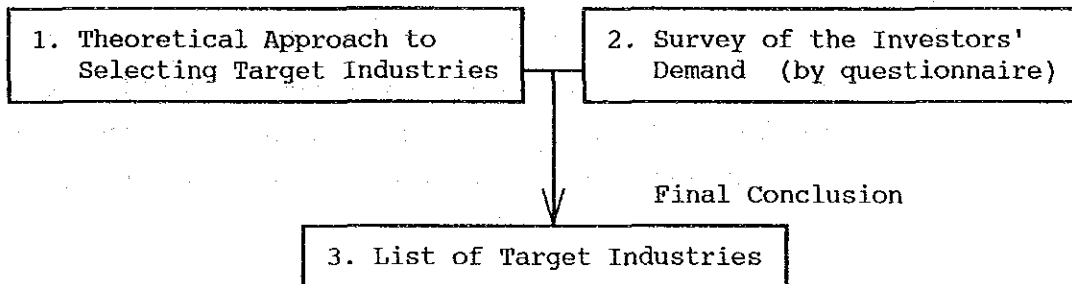 1. Theoretical Approach to
Selecting Target Industries
2. Survey of the Investors'
Demand (by questionnaire)
Final Conclusion
3. List of Target Industries